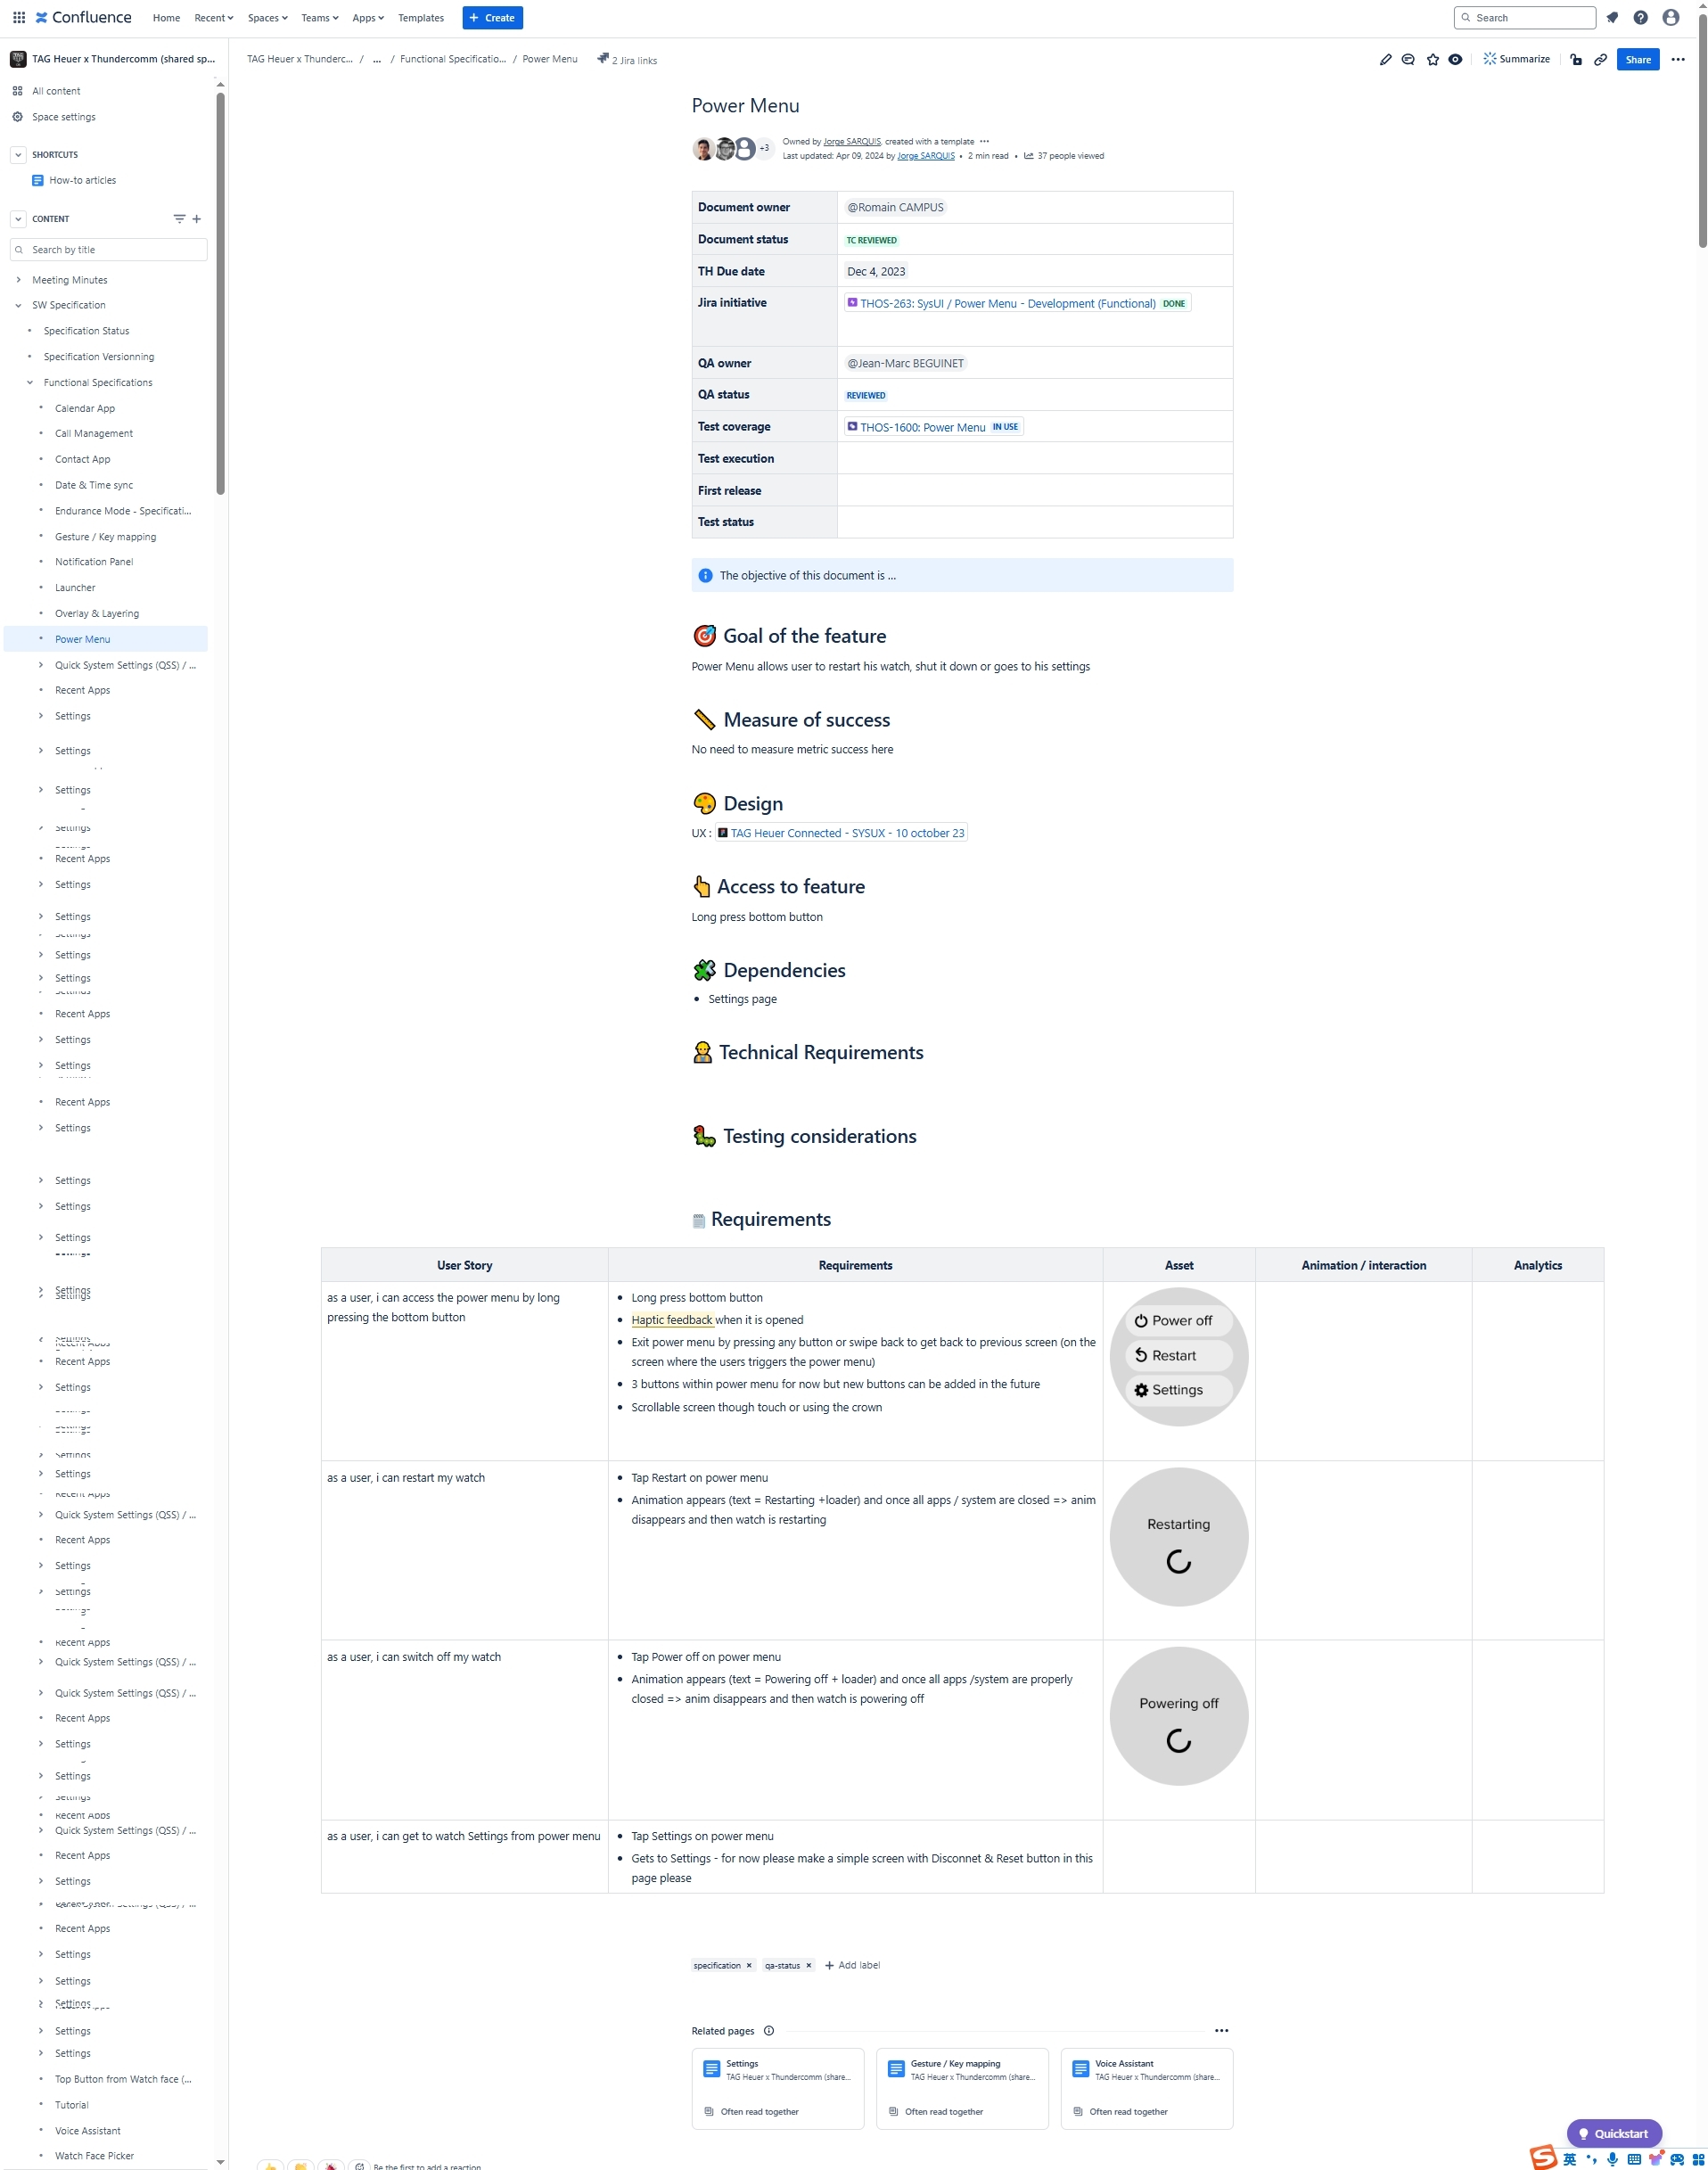 Confluence Home Recent Spaces Teams Apps Templates + Create Search
TAG Heuer x Thundercomm (shared sp...
All content
Space settings
SHORTCUTS
How-to articles
CONTENT
Search by title
Meeting Minutes
SW Specification
Specification Status
Specification Versionning
Functional Specifications
Calendar App
Call Management
Contact App
Date & Time sync
Endurance Mode - Specificati...
Gesture / Key mapping
Notification Panel
Launcher
Overlay & Layering
Power Menu
Quick System Settings (QSS) / ...
Recent Apps
Settings
Settings
Settings
Settings
Recent Apps
Settings
Settings
Settings
Settings
Settings
Recent Apps
Settings
Settings
Recent Apps
Settings
Settings
Settings
Settings
Settings
Settings
Recent Apps
Settings
Settings
Settings
Recent Apps
Quick System Settings (QSS) / ...
Recent Apps
Settings
Settings
Recent Apps
Quick System Settings (QSS) / ...
Quick System Settings (QSS) / ...
Recent Apps
Settings
Settings
Settings
Recent Apps
Quick System Settings (QSS) / ...
Recent Apps
Settings
Recent Apps
Settings
Settings
Settings
Settings
Settings
Top Button from Watch face (...
Tutorial
Voice Assistant
Watch Face Picker
TAG Heuer x Thunderc... / ... / Functional Specificatio... / Power Menu 2 Jira links
Summarize Share
Power Menu
+3
Owned by Jorge SARQUIS, created with a template
Last updated: Apr 09, 2024 by Jorge SARQUIS • 2 min read • 37 people viewed
Document owner @Romain CAMPUS
Document status TC REVIEWED
TH Due date Dec 4, 2023
Jira initiative THOS-263: SysUI / Power Menu - Development (Functional) DONE
QA owner @Jean-Marc BEGUINET
QA status REVIEWED
Test coverage THOS-1600: Power Menu IN USE
Test execution
First release
Test status
The objective of this document is ...
Goal of the feature
Power Menu allows user to restart his watch, shut it down or goes to his settings
Measure of success
No need to measure metric success here
Design
UX : TAG Heuer Connected - SYSUX - 10 october 23
Access to feature
Long press bottom button
Dependencies
• Settings page
Technical Requirements
Testing considerations
Requirements
User Story Requirements Asset Animation / interaction Analytics
as a user, i can access the power menu by long
pressing the bottom button
• Long press bottom button
• Haptic feedback when it is opened
• Exit power menu by pressing any button or swipe back to get back to previous screen (on the
screen where the users triggers the power menu)
• 3 buttons within power menu for now but new buttons can be added in the future
• Scrollable screen though touch or using the crown
Power off
Restart
Settings
as a user, i can restart my watch
• Tap Restart on power menu
• Animation appears (text = Restarting +loader) and once all apps / system are closed => anim
disappears and then watch is restarting
Restarting
as a user, i can switch off my watch
• Tap Power off on power menu
• Animation appears (text = Powering off + loader) and once all apps /system are properly
closed => anim disappears and then watch is powering off
Powering off
as a user, i can get to watch Settings from power menu
• Tap Settings on power menu
• Gets to Settings - for now please make a simple screen with Disconnet & Reset button in this
page please
specification × qa-status × + Add label
Related pages
Settings
TAG Heuer x Thundercomm (share...
Often read together
Gesture / Key mapping
TAG Heuer x Thundercomm (share...
Often read together
Voice Assistant
TAG Heuer x Thundercomm (share...
Often read together
Be the first to add a reaction
Quickstart
英